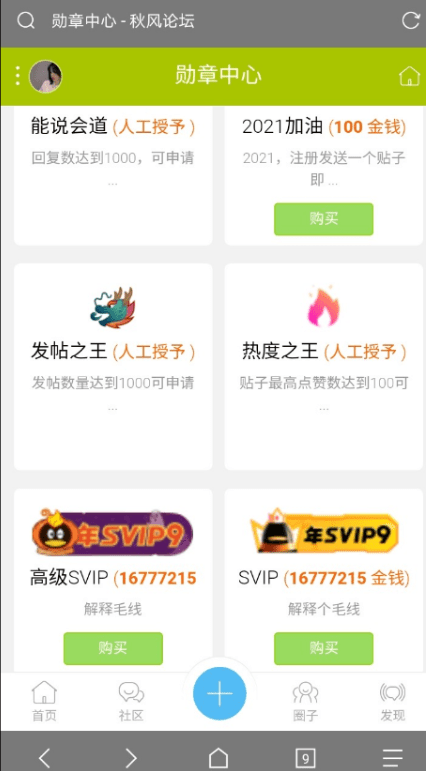 勋章中心 - 秋风论坛
勋章中心
能说会道 (人工授予 )
回复数达到1000，可申请
...
2021加油 (100 金钱)
2021，注册发送一个贴子
即 ...
购买
发帖之王 (人工授予 )
发帖数量达到1000可申请
...
热度之王 (人工授予 )
贴子最高点赞数达到100可
...
年SVIP9
高级SVIP (16777215
解释毛线
购买
年SVIP9
SVIP (16777215 金钱)
解释个毛线
购买
首页
社区
圈子
发现
9